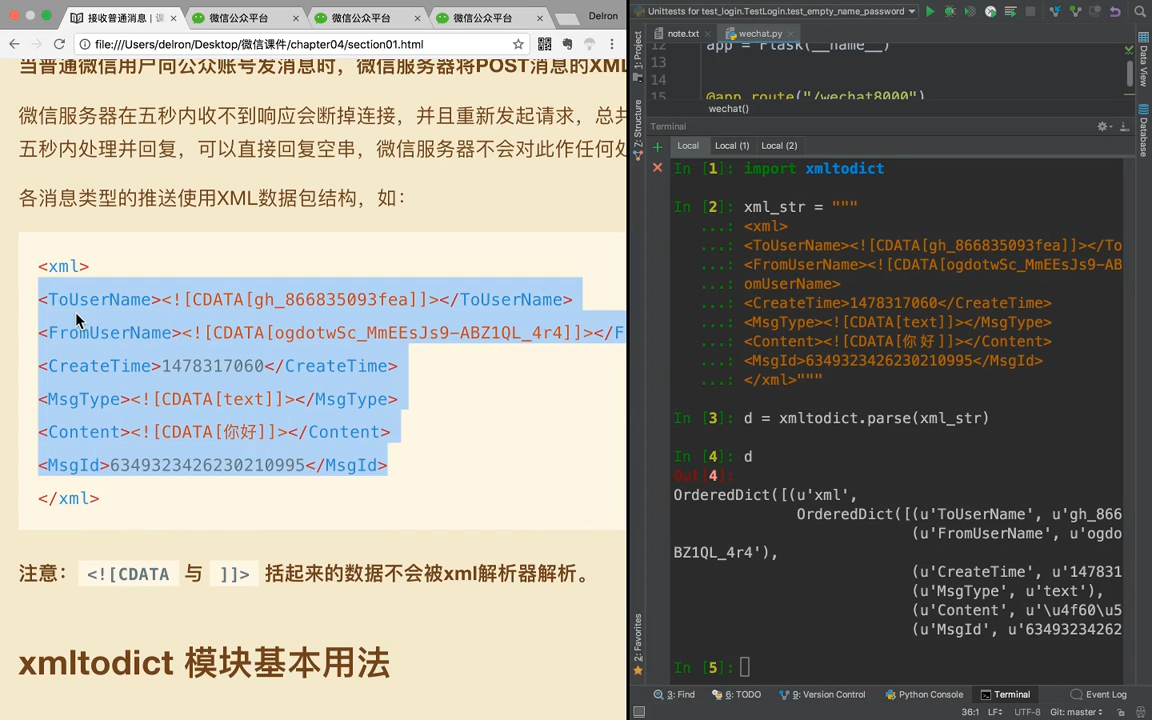 接收普通消息 | 
微信公众平台
微信公众平台
微信公众平台
Delron
file:///Users/delron/Desktop/微信课件/chapter04/section01.html
当普通微信用户向公众账号发消息时，微信服务器将POST消息的XML
微信服务器在五秒内收不到响应会断掉连接，并且重新发起请求，总共
五秒内处理并回复，可以直接回复空串，微信服务器不会对此作任何处
各消息类型的推送使用XML数据包结构，如：
<xml>
<ToUserName><![CDATA[gh_866835093fea]]></ToUserName>
<FromUserName><![CDATA[ogdotwSc_MmEEsJs9-ABZ1QL_4r4]]></F
<CreateTime>1478317060</CreateTime>
<MsgType><![CDATA[text]]></MsgType>
<Content><![CDATA[你好]]></Content>
<MsgId>6349323426230210995</MsgId>
</xml>
注意： <![CDATA 与 ]]> 括起来的数据不会被xml解析器解析。
xmltodict 模块基本用法
Unittests for test_login.TestLogin.test_empty_name_password
note.txt
wechat.py
12 app = Flask(__name__)
13
14
15 @app.route("/wechat8000")
wechat()
Terminal
Local Local (1) Local (2)
In [1]: import xmltodict
In [2]: xml_str = """
...: <xml>
...: <ToUserName><![CDATA[gh_866835093fea]]></To
...: <FromUserName><![CDATA[ogdotwSc_MmEEsJs9-AB
...: omUserName>
...: <CreateTime>1478317060</CreateTime>
...: <MsgType><![CDATA[text]]></MsgType>
...: <Content><![CDATA[你好]]></Content>
...: <MsgId>6349323426230210995</MsgId>
...: </xml>"""
In [3]: d = xmltodict.parse(xml_str)
In [4]: d
Out[4]:
OrderedDict([(u'xml',
OrderedDict([(u'ToUserName', u'gh_866
(u'FromUserName', u'ogdo
BZ1QL_4r4'),
(u'CreateTime', u'147831
(u'MsgType', u'text'),
(u'Content', u'\u4f60\u5
(u'MsgId', u'63493234262
In [5]:
1: Project
7: Structure
2: Favorites
Data View
Database
3: Find
6: TODO
9: Version Control
Python Console
Terminal
Event Log
36:1 LF UTF-8 Git: master